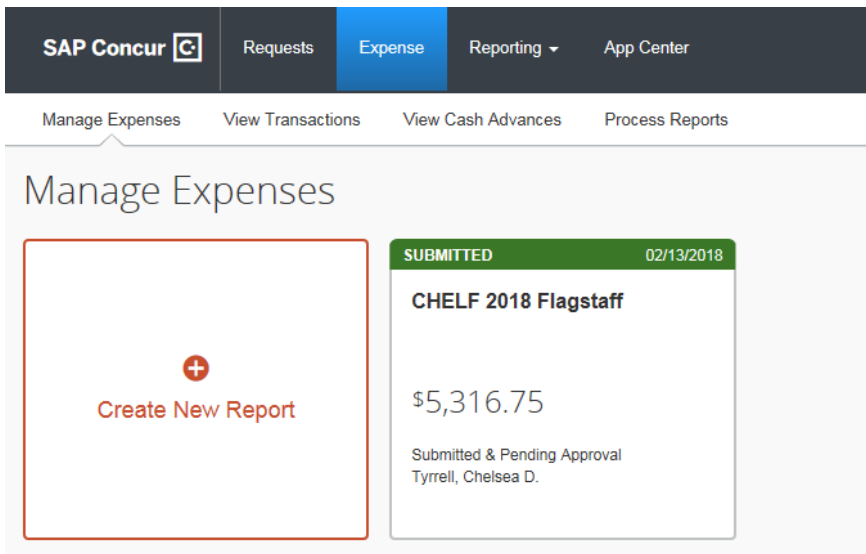 SAP Concur C Requests Expense Reporting App Center
Manage Expenses View Transactions View Cash Advances Process Reports
Manage Expenses
Create New Report
SUBMITTED 02/13/2018
CHELF 2018 Flagstaff
$5,316.75
Submitted & Pending Approval
Tyrrell, Chelsea D.